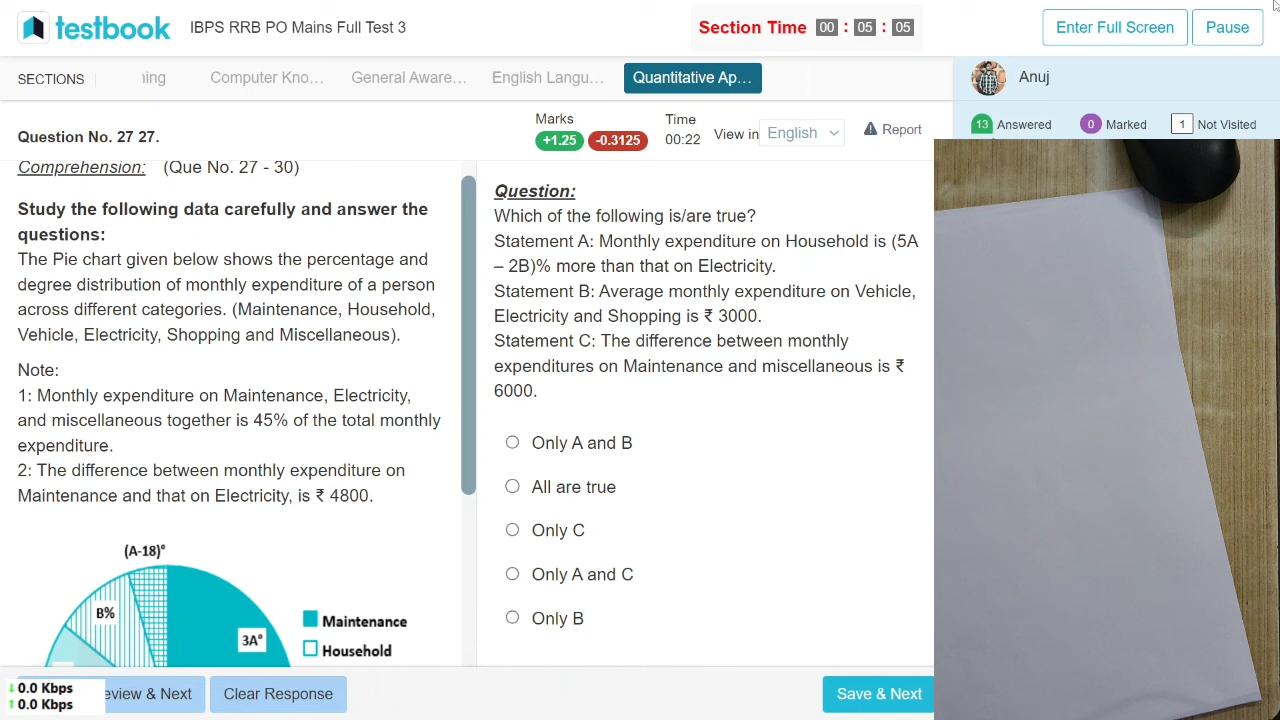 testbook
IBPS RRB PO Mains Full Test 3
Section Time 00 : 05 : 05
Enter Full Screen
Pause
SECTIONS
ning
Computer Kno...
General Aware...
English Langu...
Quantitative Ap...
Anuj
Question No. 27 27.
Marks
+1.25 -0.3125
Time
00:22
View in English
Report
13 Answered
0 Marked
1 Not Visited
Comprehension: (Que No. 27 - 30)
Study the following data carefully and answer the
questions:
The Pie chart given below shows the percentage and
degree distribution of monthly expenditure of a person
across different categories. (Maintenance, Household,
Vehicle, Electricity, Shopping and Miscellaneous).
Note:
1: Monthly expenditure on Maintenance, Electricity,
and miscellaneous together is 45% of the total monthly
expenditure.
2: The difference between monthly expenditure on
Maintenance and that on Electricity, is ₹ 4800.
(A-18)°
B%
3A°
Maintenance
Household
Question:
Which of the following is/are true?
Statement A: Monthly expenditure on Household is (5A
– 2B)% more than that on Electricity.
Statement B: Average monthly expenditure on Vehicle,
Electricity and Shopping is ₹ 3000.
Statement C: The difference between monthly
expenditures on Maintenance and miscellaneous is ₹
6000.
Only A and B
All are true
Only C
Only A and C
Only B
↓ 0.0 Kbps
↑ 0.0 Kbps
eview & Next
Clear Response
Save & Next